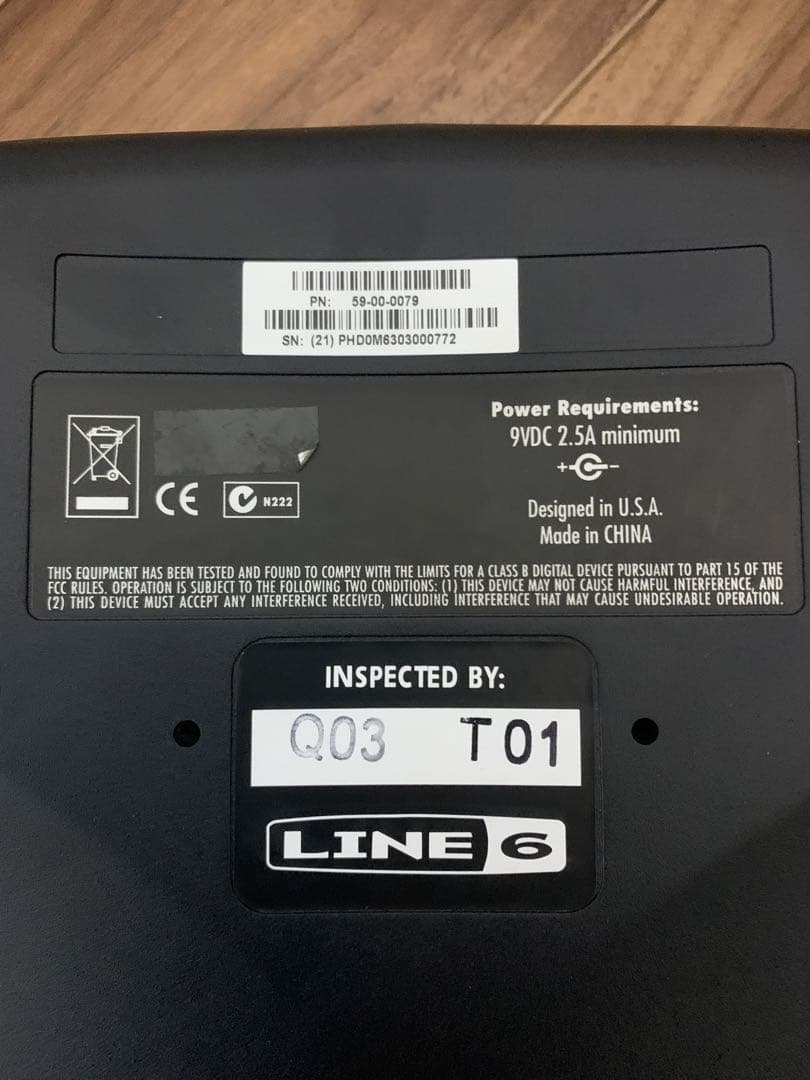 PN: 59-00-0079
SN: (21) PHD0M6303000772
Power Requirements:
9VDC 2.5A minimum
+ -
CE
N222
Designed in U.S.A.
Made in CHINA
THIS EQUIPMENT HAS BEEN TESTED AND FOUND TO COMPLY WITH THE LIMITS FOR A CLASS B DIGITAL DEVICE PURSUANT TO PART 15 OF THE
FCC RULES. OPERATION IS SUBJECT TO THE FOLLOWING TWO CONDITIONS: (1) THIS DEVICE MAY NOT CAUSE HARMFUL INTERFERENCE, AND
(2) THIS DEVICE MUST ACCEPT ANY INTERFERENCE RECEIVED, INCLUDING INTERFERENCE THAT MAY CAUSE UNDESIRABLE OPERATION.
INSPECTED BY:
Q03 T01
LINE 6